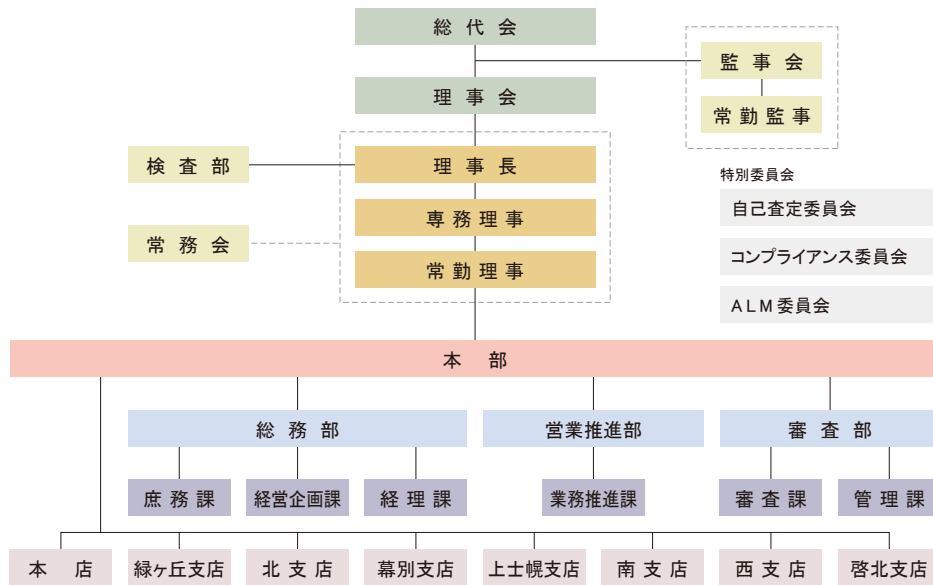 総代会
監事会
理事会
常勤監事
検査部
理事長
特別委員会
専務理事
自己査定委員会
常務会
コンプライアンス委員会
常勤理事
ALM委員会
本部
総務部
営業推進部
審査部
庶務課
経営企画課
経理課
業務推進課
審査課
管理課
本店
緑ヶ丘支店
北支店
幕別支店
上士幌支店
南支店
西支店
啓北支店